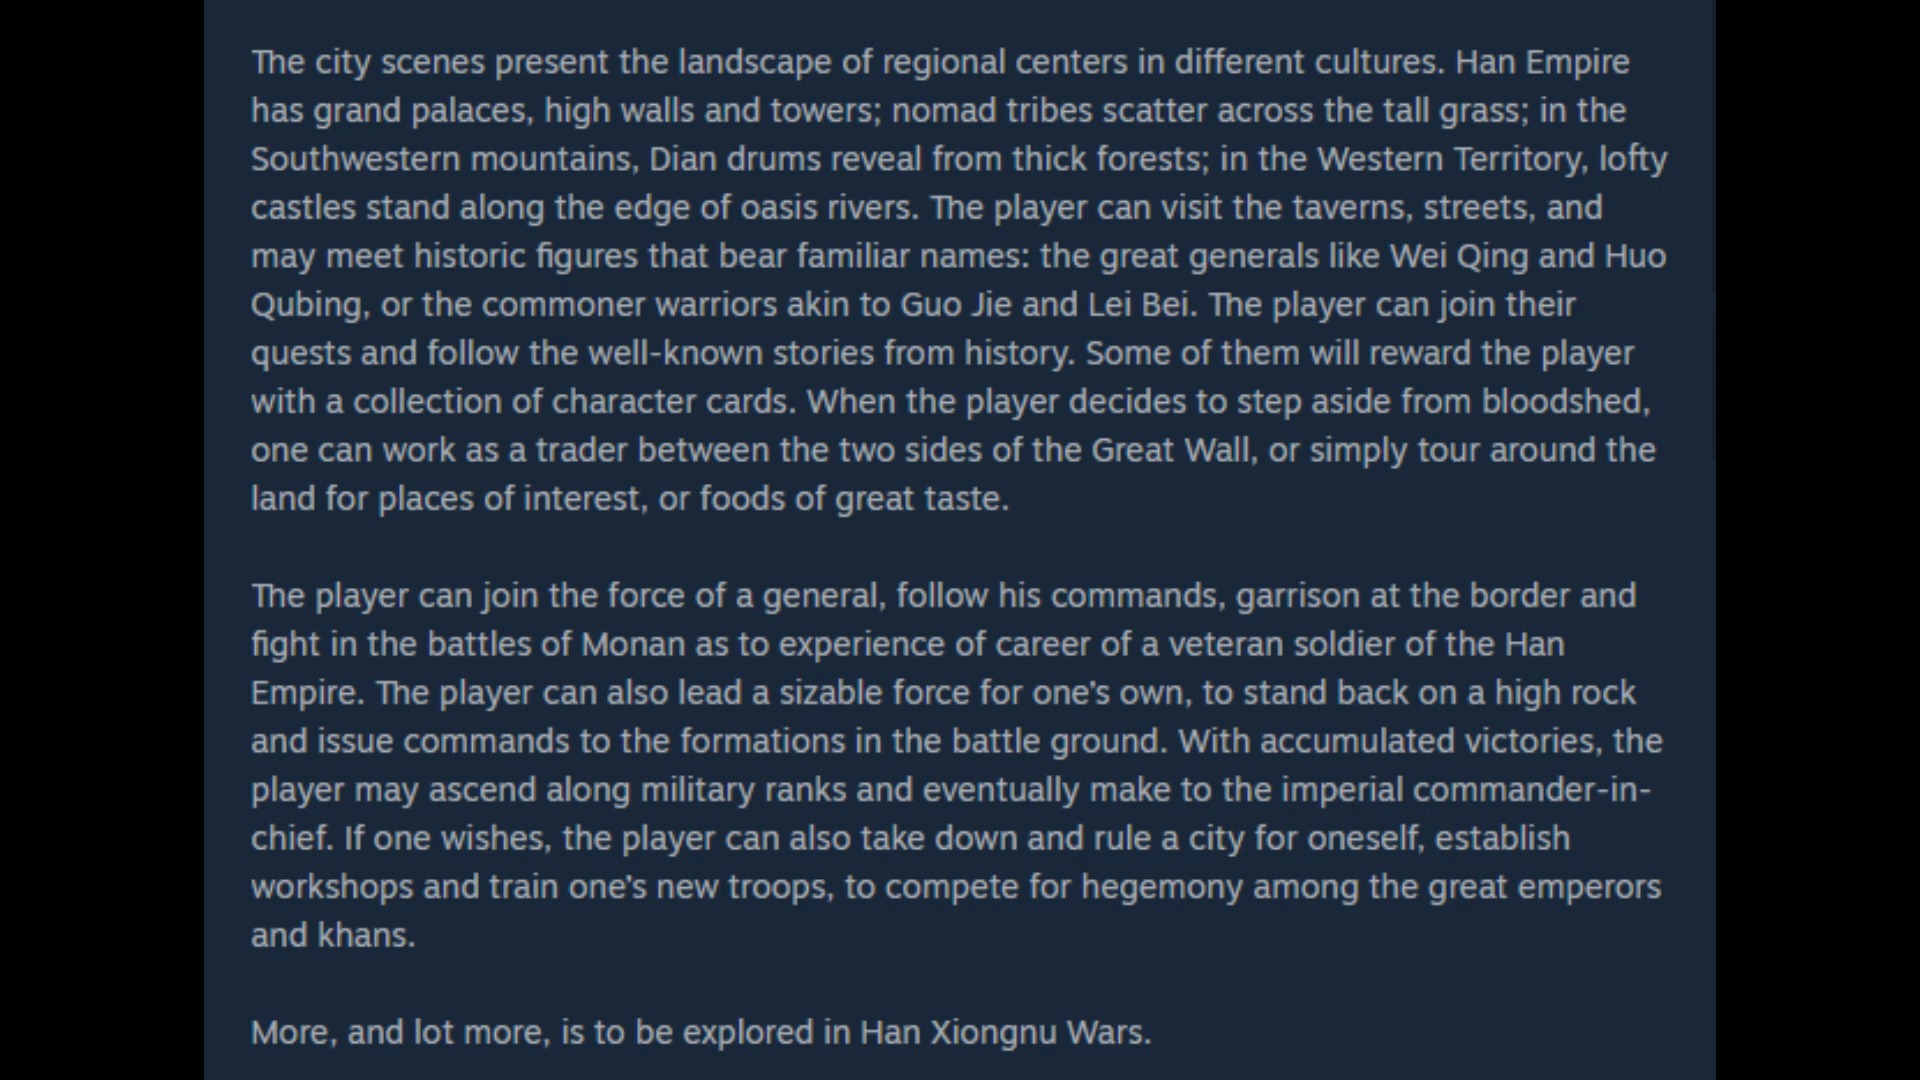 The city scenes present the landscape of regional centers in different cultures. Han Empire
has grand palaces, high walls and towers; nomad tribes scatter across the tall grass; in the
Southwestern mountains, Dian drums reveal from thick forests; in the Western Territory, lofty
castles stand along the edge of oasis rivers. The player can visit the taverns, streets, and
may meet historic figures that bear familiar names: the great generals like Wei Qing and Huo
Qubing, or the commoner warriors akin to Guo Jie and Lei Bei. The player can join their
quests and follow the well-known stories from history. Some of them will reward the player
with a collection of character cards. When the player decides to step aside from bloodshed,
one can work as a trader between the two sides of the Great Wall, or simply tour around the
land for places of interest, or foods of great taste.
The player can join the force of a general, follow his commands, garrison at the border and
fight in the battles of Monan as to experience of career of a veteran soldier of the Han
Empire. The player can also lead a sizable force for one's own, to stand back on a high rock
and issue commands to the formations in the battle ground. With accumulated victories, the
player may ascend along military ranks and eventually make to the imperial commander-in-
chief. If one wishes, the player can also take down and rule a city for oneself, establish
workshops and train one's new troops, to compete for hegemony among the great emperors
and khans.
More, and lot more, is to be explored in Han Xiongnu Wars.